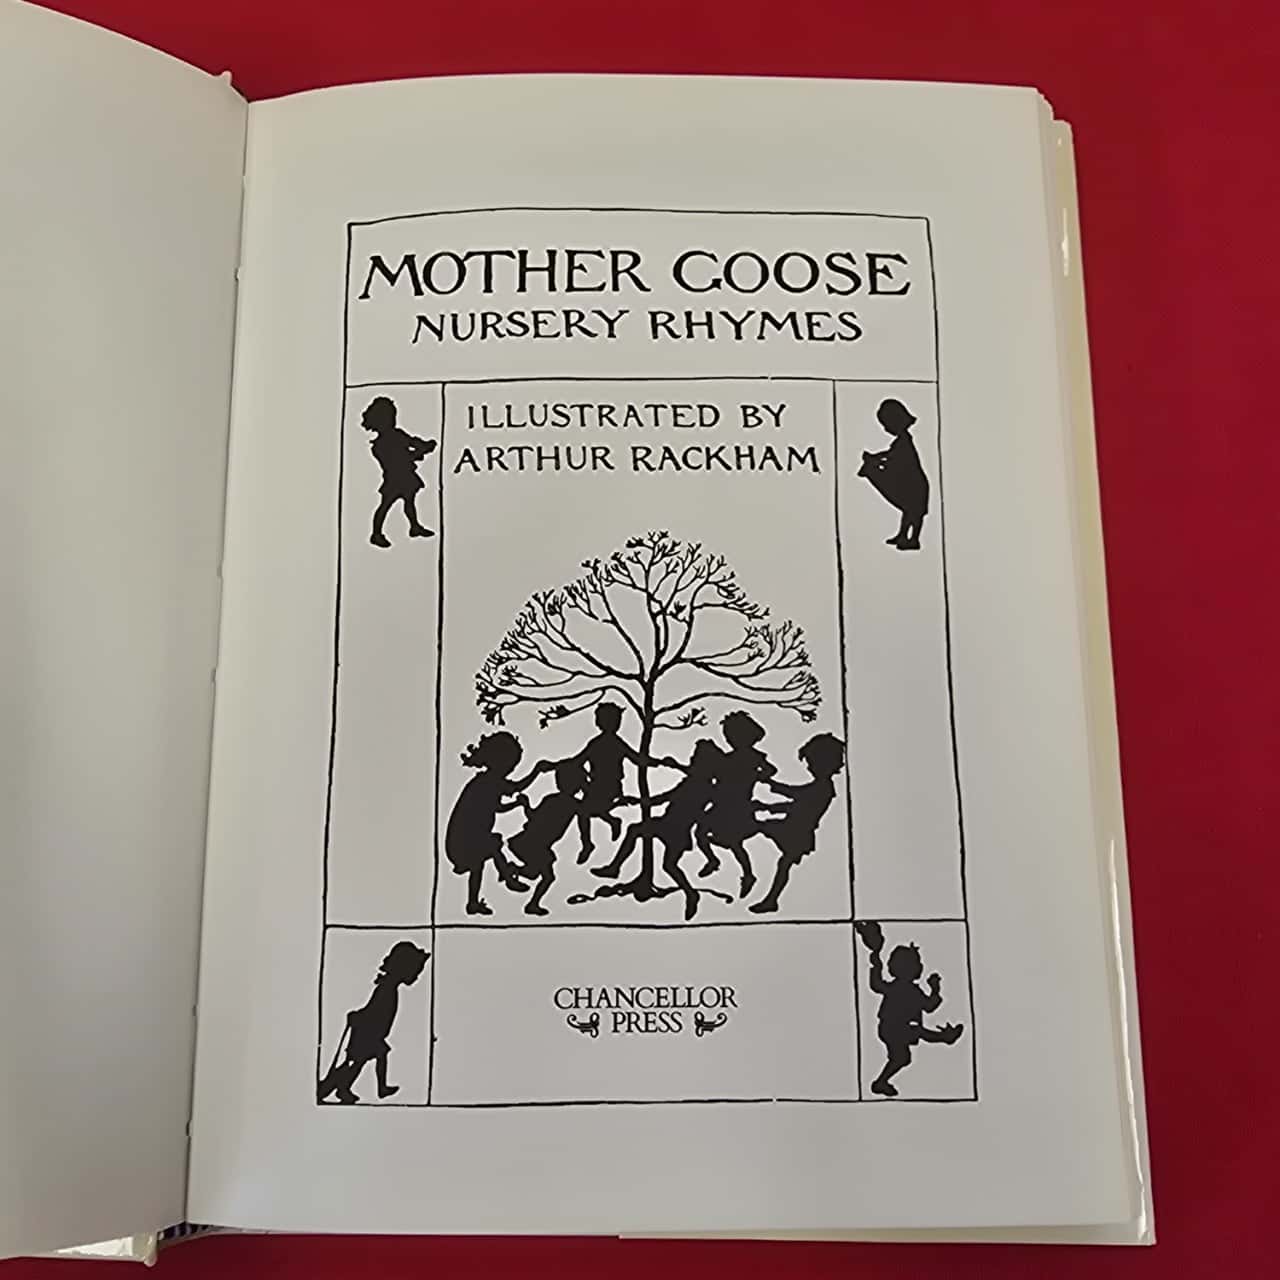 MOTHER GOOSE
NURSERY RHYMES
ILLUSTRATED BY
ARTHUR RACKHAM
CHANCELLOR
PRESS